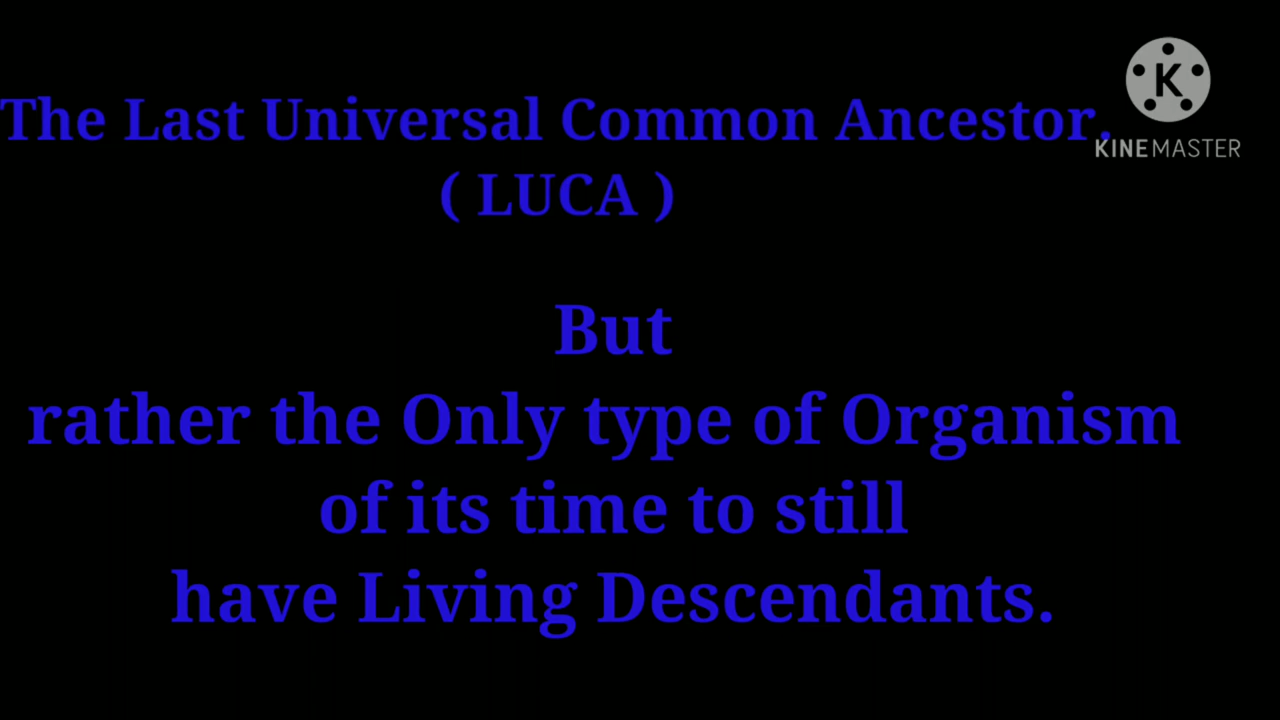 The Last Universal Common Ancestor.
( LUCA )
But
rather the Only type of Organism
of its time to still
have Living Descendants.
K
KINEMASTER